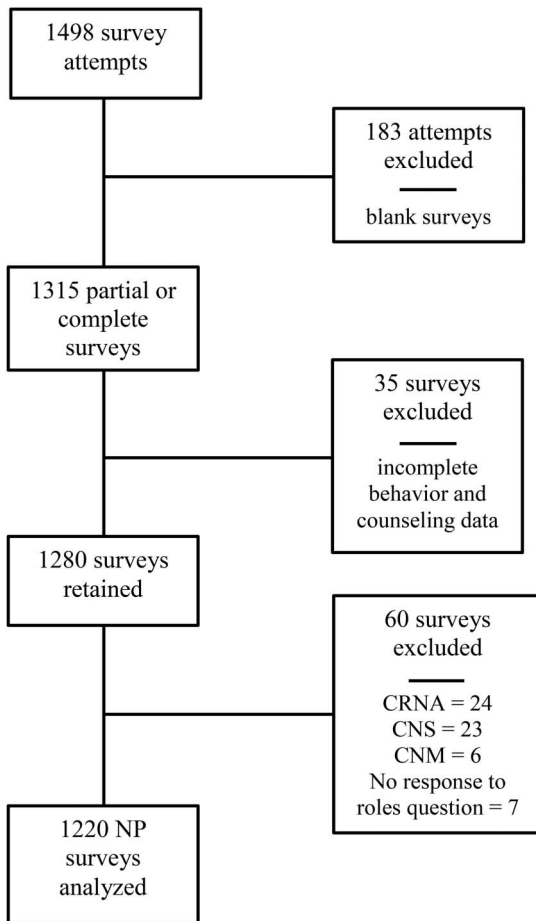 1498 survey
attempts
183 attempts
excluded
blank surveys
1315 partial or
complete
surveys
35 surveys
excluded
incomplete
behavior and
counseling data
1280 surveys
retained
60 surveys
excluded
CRNA = 24
CNS = 23
CNM = 6
No response to
roles question = 7
1220 NP
surveys
analyzed